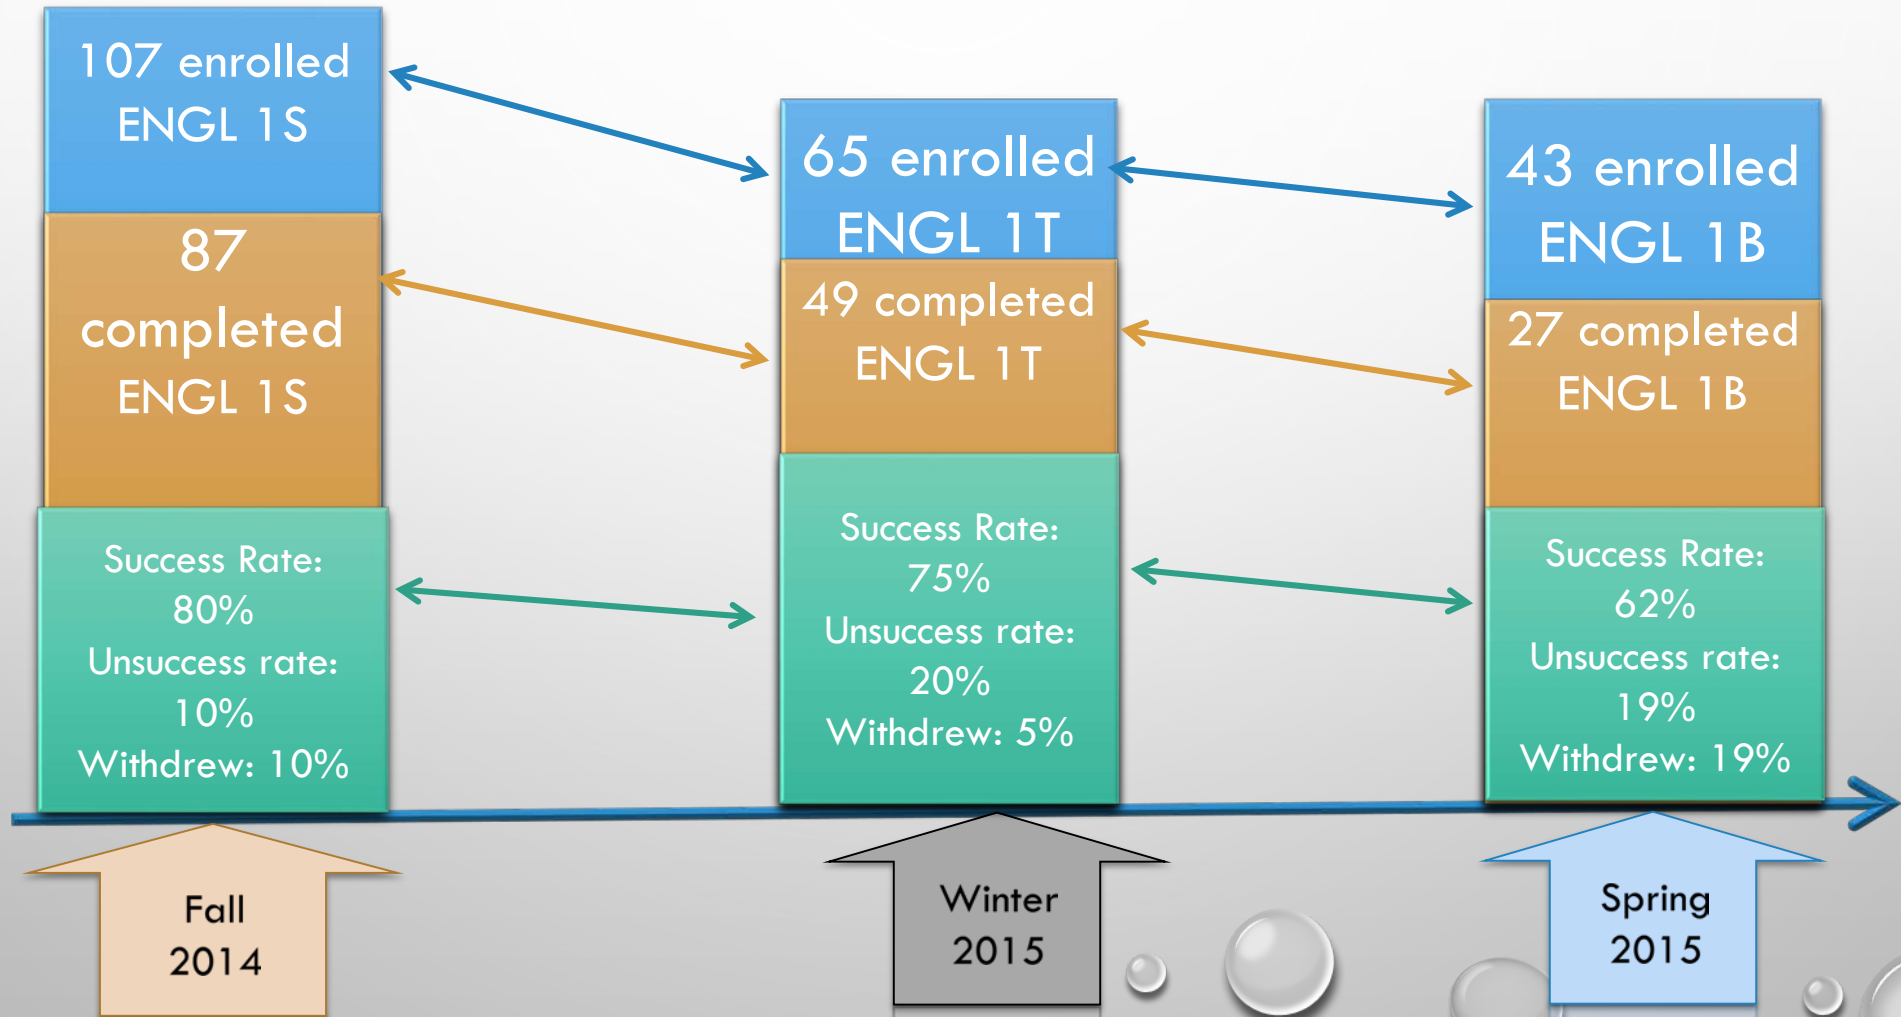 107 enrolled
ENGL 1S
87
completed
ENGL 1S
Success Rate:
80%
Unsuccess rate:
10%
Withdrew: 10%
Fall
2014
65 enrolled
ENGL 1T
49 completed
ENGL 1T
Success Rate:
75%
Unsuccess rate:
20%
Withdrew: 5%
Winter
2015
43 enrolled
ENGL 1B
27 completed
ENGL 1B
Success Rate:
62%
Unsuccess rate:
19%
Withdrew: 19%
Spring
2015